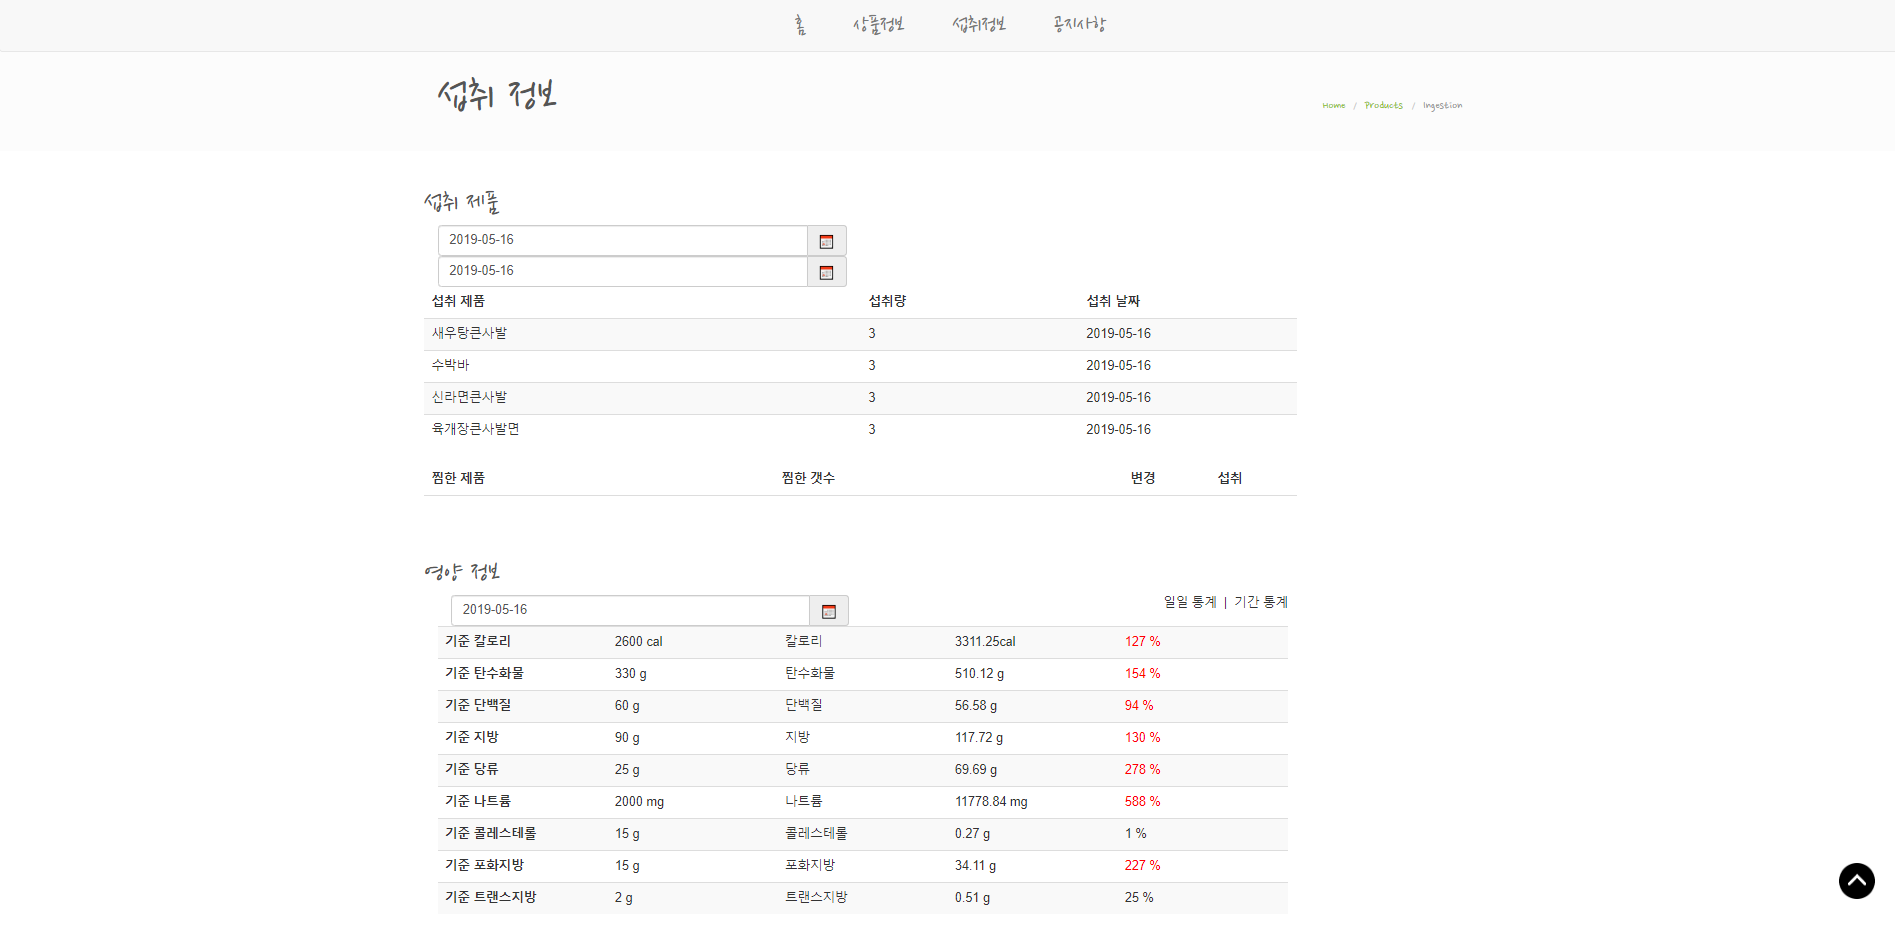 홈 상품정보 섭취정보 공지사항
섭취 정보
Home / Products / Ingestion
섭취 제품
2019-05-16
2019-05-16
섭취 제품 섭취량 섭취 날짜
새우탕큰사발 3 2019-05-16
수박바 3 2019-05-16
신라면큰사발 3 2019-05-16
육개장큰사발면 3 2019-05-16
찜한 제품 찜한 갯수 변경 섭취
영양 정보
2019-05-16
일일 통계 | 기간 통계
기준 칼로리 2600 cal 칼로리 3311.25cal 127 %
기준 탄수화물 330 g 탄수화물 510.12 g 154 %
기준 단백질 60 g 단백질 56.58 g 94 %
기준 지방 90 g 지방 117.72 g 130 %
기준 당류 25 g 당류 69.69 g 278 %
기준 나트륨 2000 mg 나트륨 11778.84 mg 588 %
기준 콜레스테롤 15 g 콜레스테롤 0.27 g 1 %
기준 포화지방 15 g 포화지방 34.11 g 227 %
기준 트랜스지방 2 g 트랜스지방 0.51 g 25 %